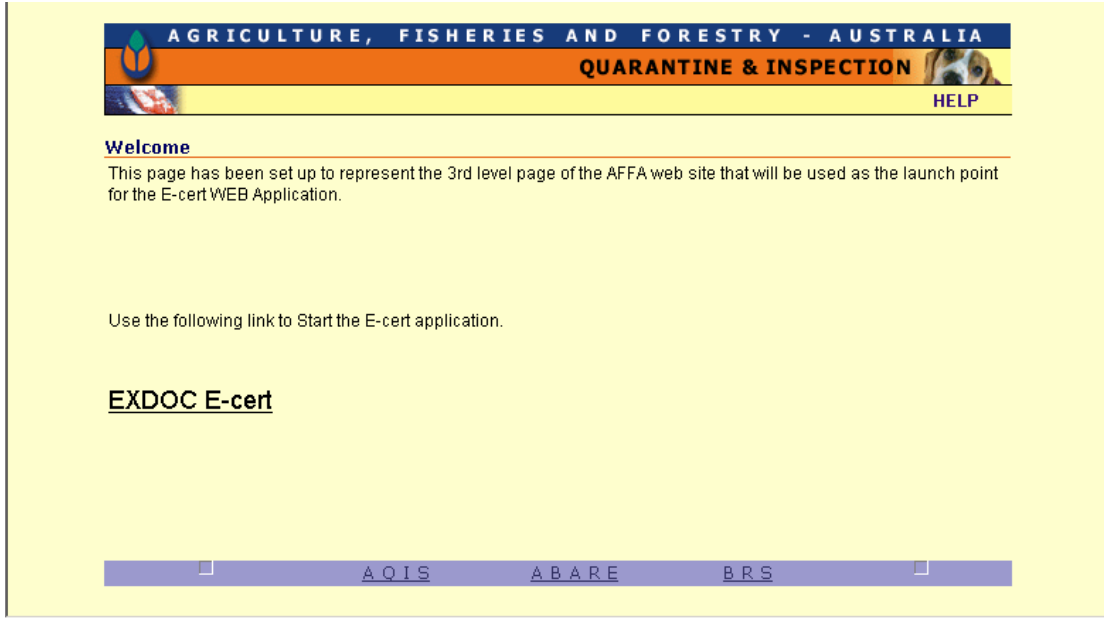 AGRICULTURE, FISHERIES AND FORESTRY - AUSTRALIA
QUARANTINE & INSPECTION
HELP
Welcome
This page has been set up to represent the 3rd level page of the AFFA web site that will be used as the launch point
for the E-cert WEB Application.
Use the following link to Start the E-cert application.
EXDOC E-cert
AQIS ABARE BRS